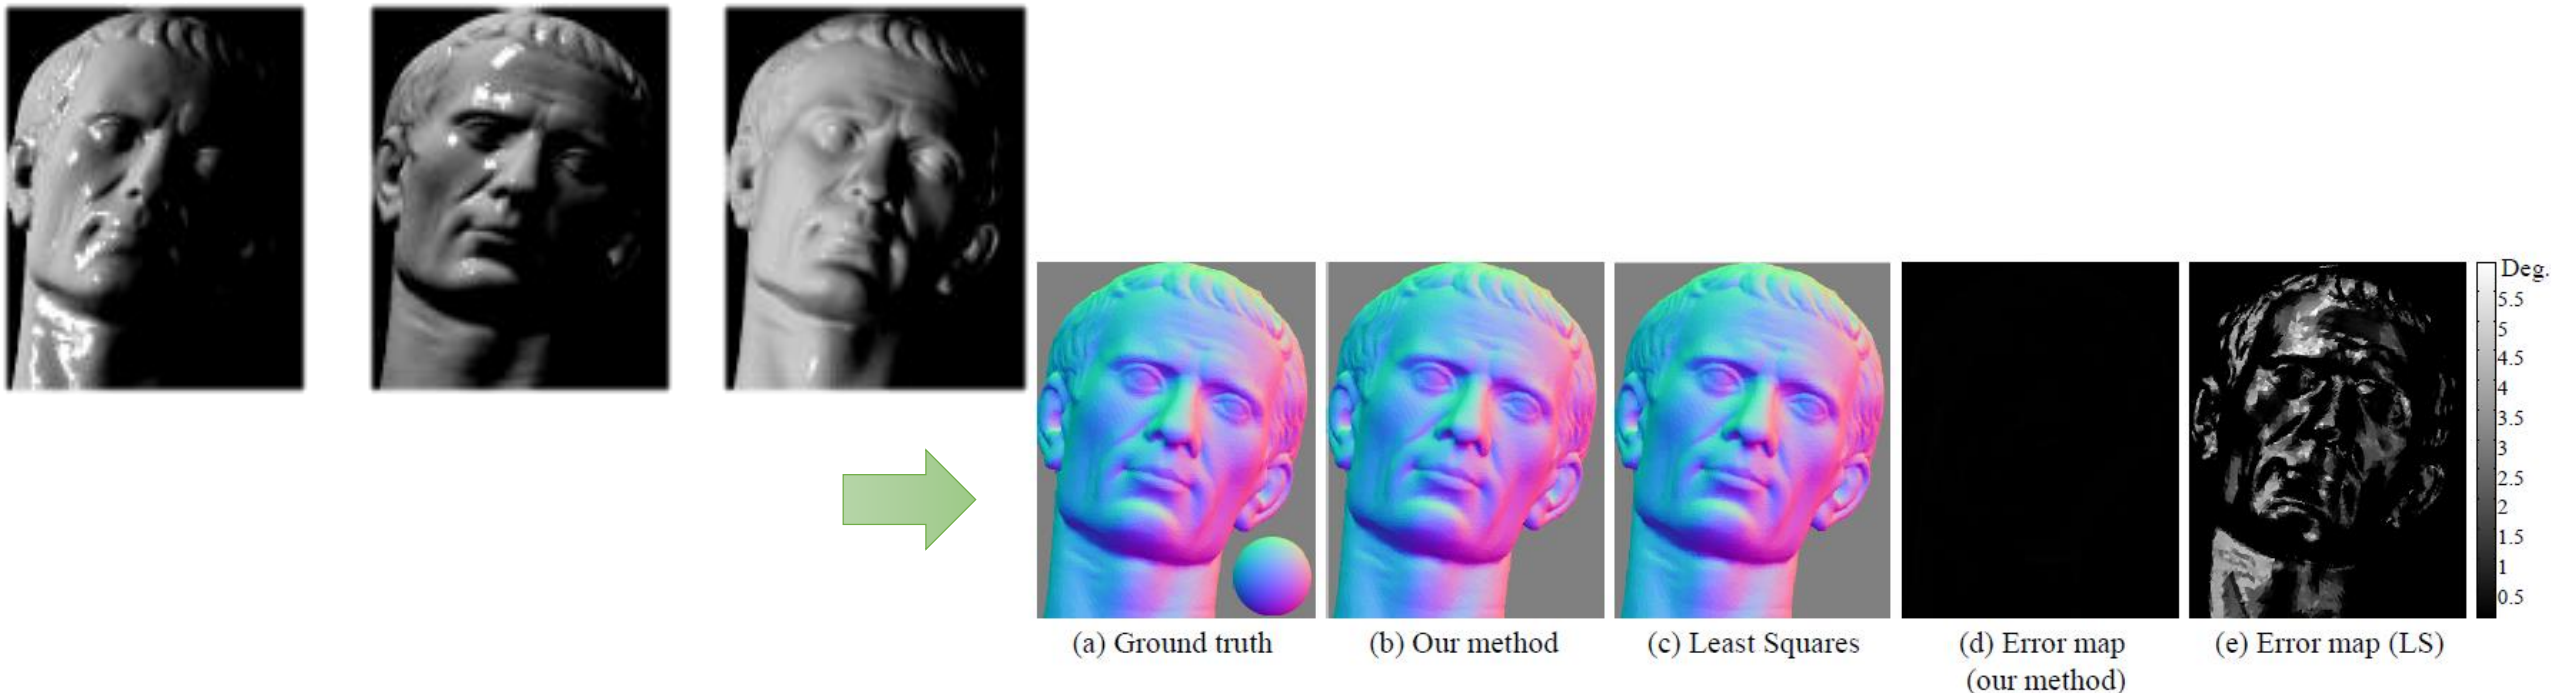 Deg.
5.5
5
4.5
4
3.5
3
2.5
2
1.5
1
0.5
(a) Ground truth
(b) Our method
(c) Least Squares
(d) Error map
(our method)
(e) Error map (LS)